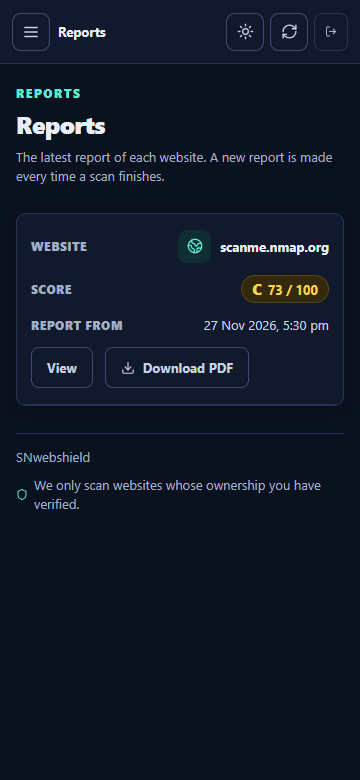 Reports
REPORTS
Reports
The latest report of each website. A new report is made
every time a scan finishes.
WEBSITE
scanme.nmap.org
SCORE
C 73 / 100
REPORT FROM
27 Nov 2026, 5:30 pm
View
Download PDF
SNwebshield
We only scan websites whose ownership you have
verified.